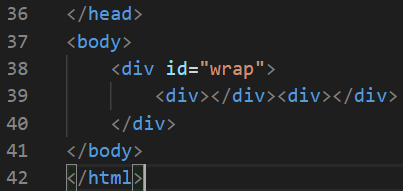 36 </head>
37 <body>
38     <div id="wrap">
39         <div></div><div></div>
40     </div>
41 </body>
42 </html>